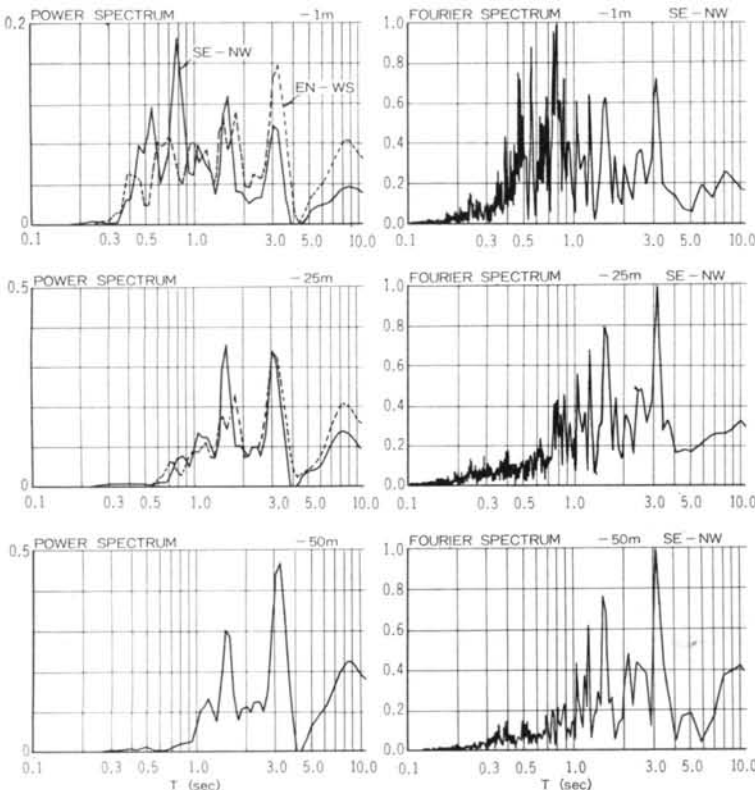 POWER SPECTRUM -1m
0.2
SE-NW
EN-WS
0
0.1 0.3 0.5 1.0 3.0 5.0 10.0
FOURIER SPECTRUM -1m SE-NW
1.0
0.8
0.6
0.4
0.2
0.0
0.1 0.3 0.5 1.0 3.0 5.0 10.0
POWER SPECTRUM -25m
0.5
0
0.1 0.3 0.5 1.0 3.0 5.0 10.0
FOURIER SPECTRUM -25m SE-NW
1.0
0.8
0.6
0.4
0.2
0.0
0.1 0.3 0.5 1.0 3.0 5.0 10.0
POWER SPECTRUM -50m
0.5
0
0.1 0.3 0.5 1.0 3.0 5.0 10.0
T (sec)
FOURIER SPECTRUM -50m SE-NW
1.0
0.8
0.6
0.4
0.2
0.0
0.1 0.3 0.5 1.0 3.0 5.0 10.0
T (sec)